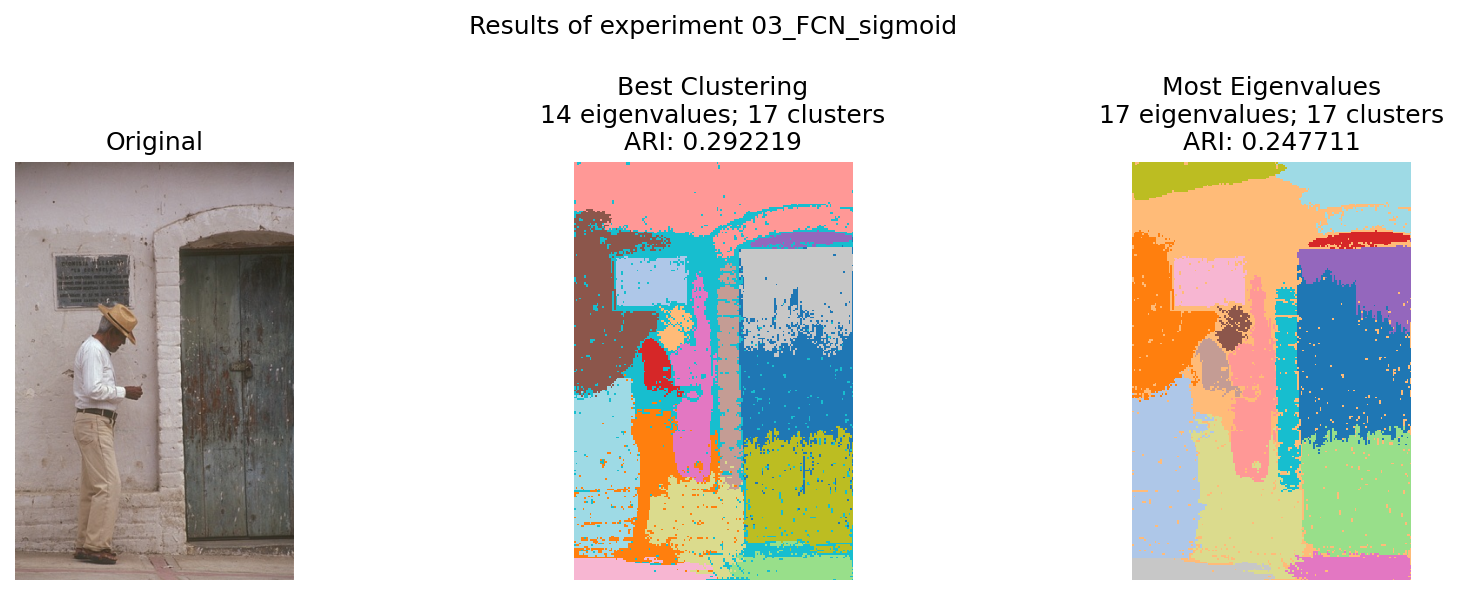 Results of experiment 03_FCN_sigmoid
Original
Best Clustering
14 eigenvalues; 17 clusters
ARI: 0.292219
Most Eigenvalues
17 eigenvalues; 17 clusters
ARI: 0.247711